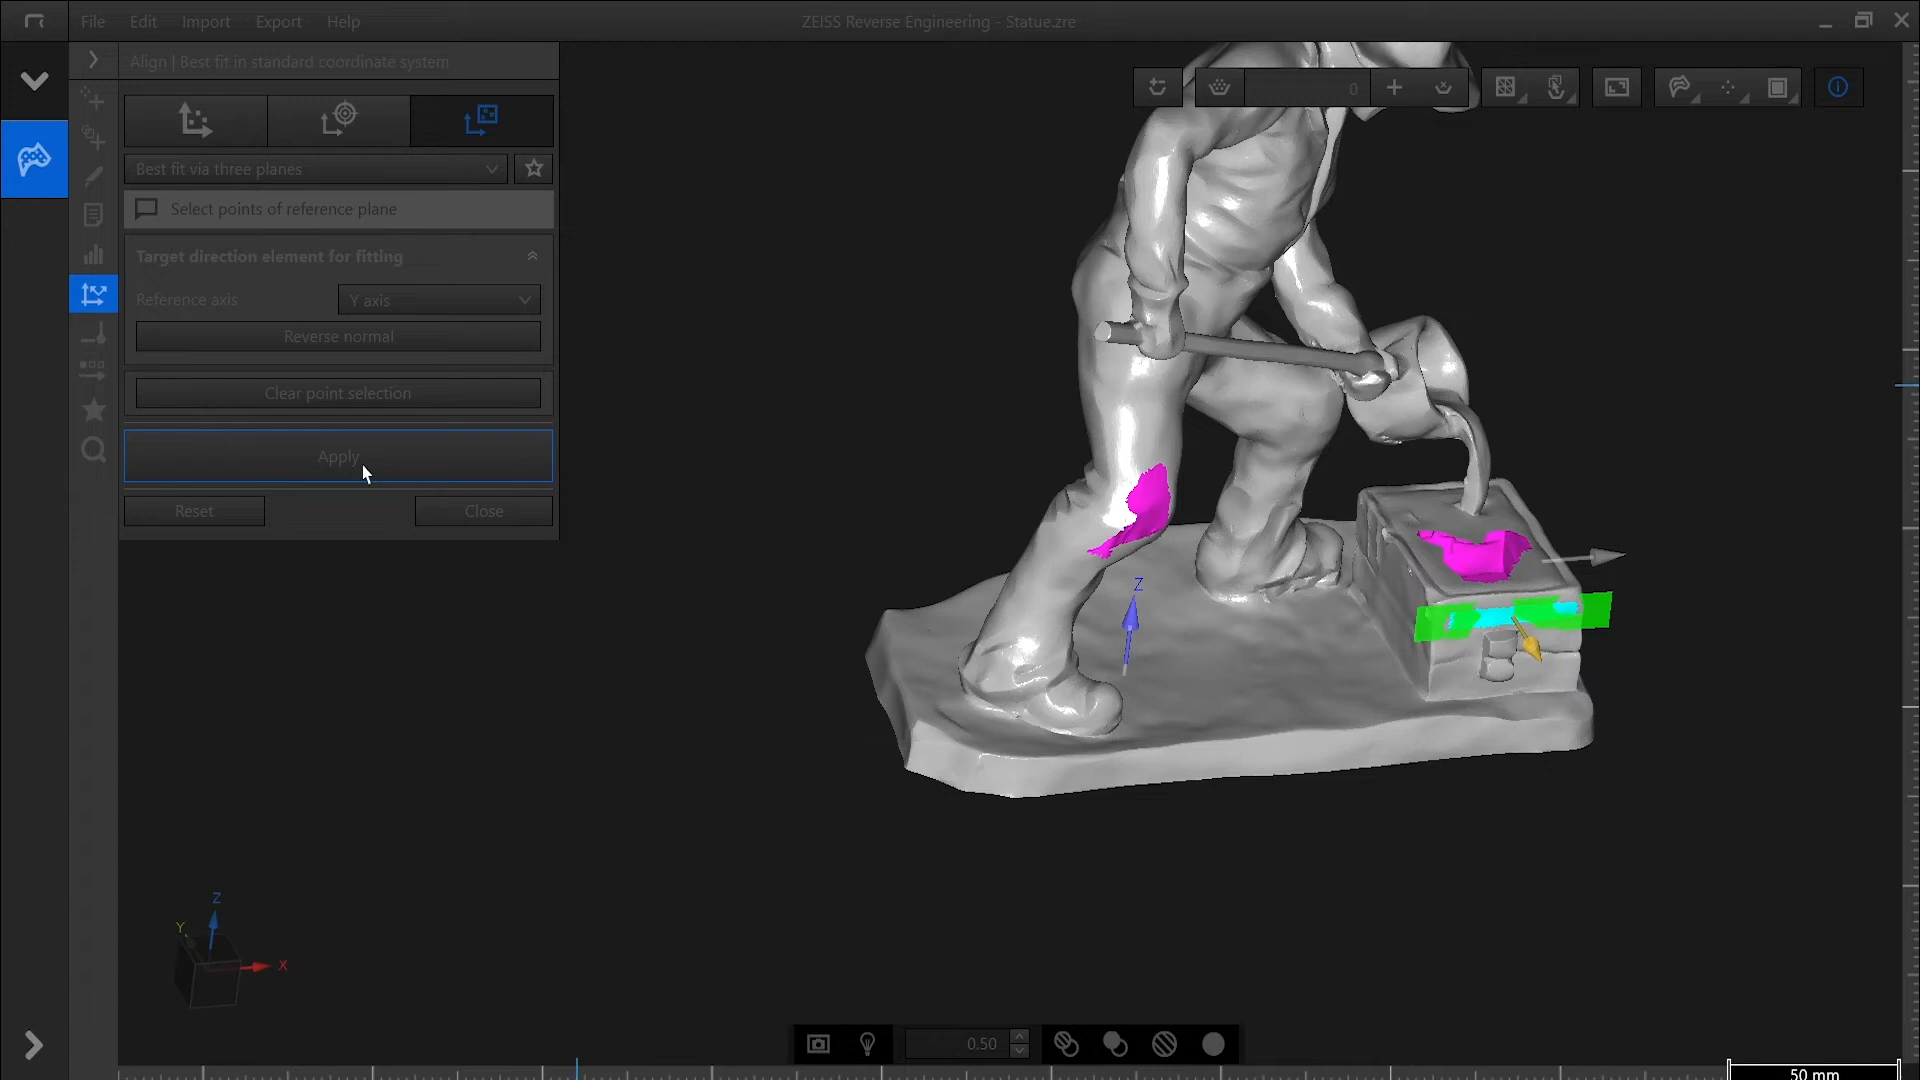 File Edit Import Export Help
ZEISS Reverse Engineering - Statue.zre
Align | Best fit in standard coordinate system
Best fit via three planes
Select points of reference plane
Target direction element for fitting
Reference axis Y axis
Reverse normal
Clear point selection
Apply
Reset Close
0
Z
Z
Y
X
0.50
50 mm